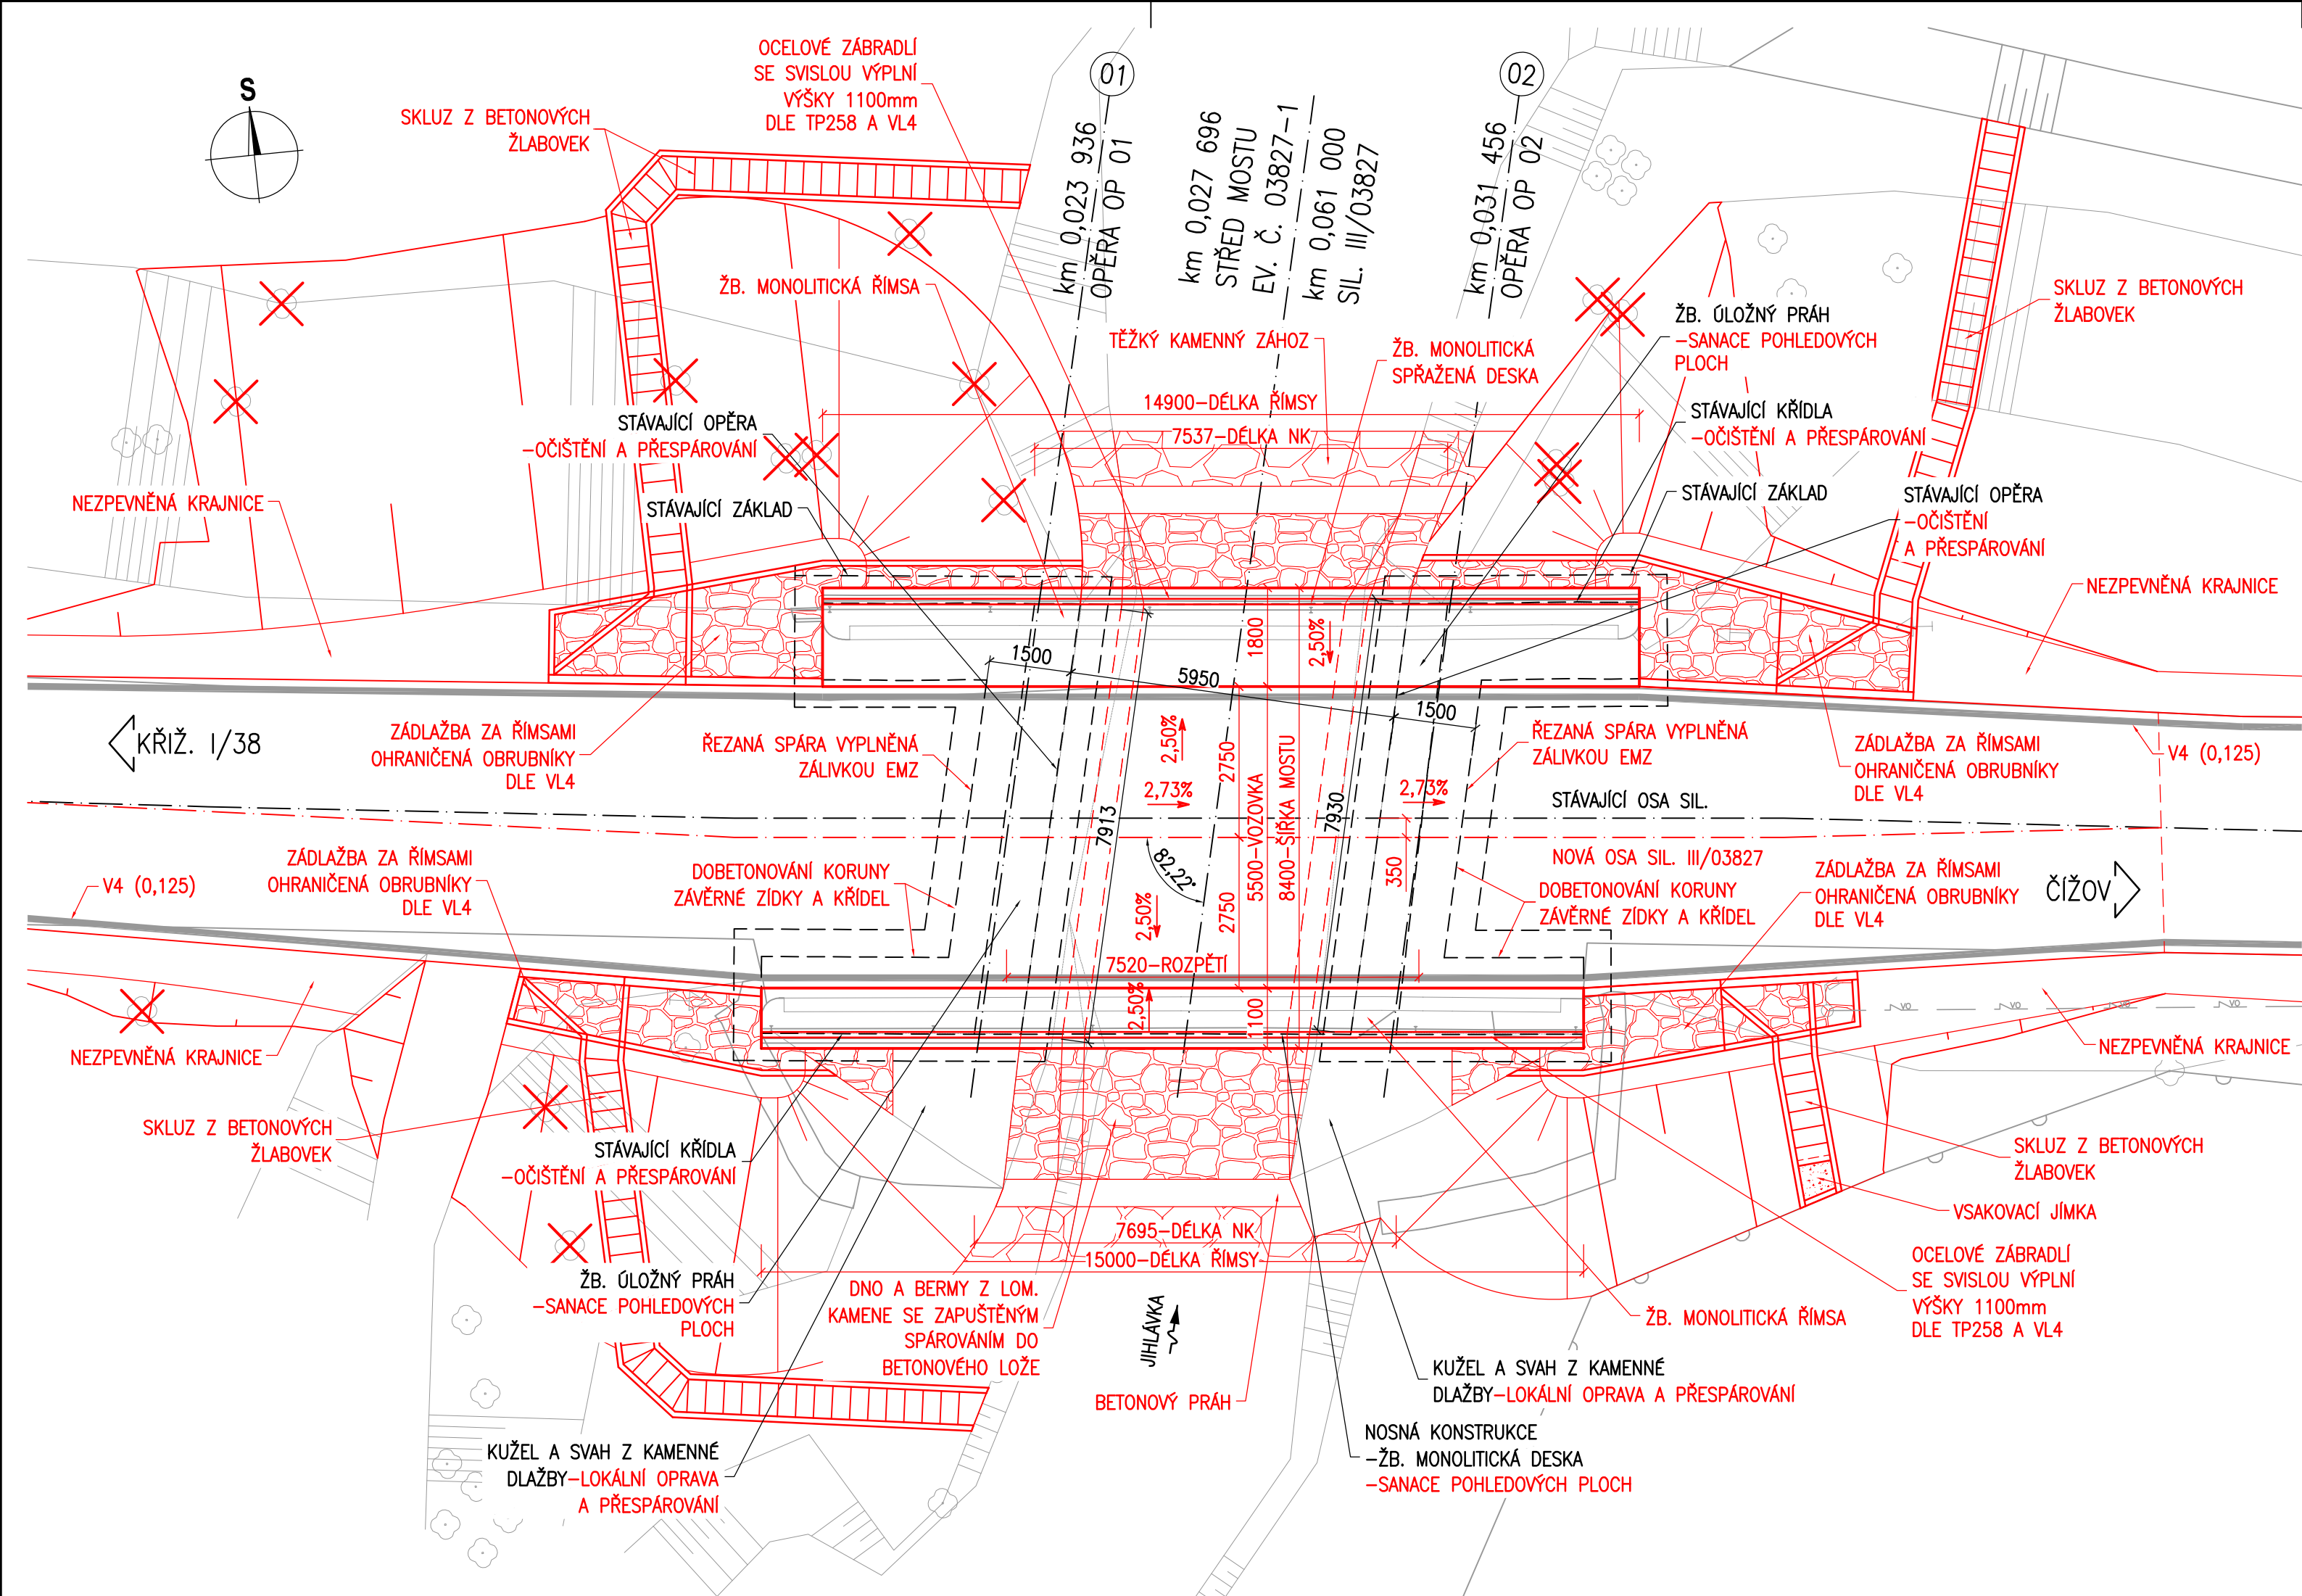 S
SKLUZ Z BETONOVÝCH
ŽLABOVEK
OCELOVÉ ZÁBRADLÍ
SE SVISLOU VÝPLNÍ
VÝŠKY 1100mm
DLE TP258 A VL4
01
km 0,023 936
OPĚRA OP 01
km 0,027 696
STŘED MOSTU
EV. Č. 03827-1
km 0,061 000
SIL. III/03827
02
km 0,031 456
OPĚRA OP 02
ŽB. MONOLITICKÁ ŘÍMSA
TĚŽKÝ KAMENNÝ ZÁHOZ
ŽB. MONOLITICKÁ
SPŘAŽENÁ DESKA
ŽB. ÚLOŽNÝ PRÁH
-SANACE POHLEDOVÝCH
PLOCH
SKLUZ Z BETONOVÝCH
ŽLABOVEK
14900-DÉLKA ŘÍMSY
7537-DÉLKA NK
STÁVAJÍCÍ OPĚRA
-OČIŠTĚNÍ A PŘESPÁROVÁNÍ
STÁVAJÍCÍ KŘÍDLA
-OČIŠTĚNÍ A PŘESPÁROVÁNÍ
NEZPEVNĚNÁ KRAJNICE
STÁVAJÍCÍ ZÁKLAD
STÁVAJÍCÍ ZÁKLAD
STÁVAJÍCÍ OPĚRA
-OČIŠTĚNÍ
A PŘESPÁROVÁNÍ
NEZPEVNĚNÁ KRAJNICE
1500
5950
1500
1800
2,50%
KŘIŽ. I/38
ZÁDLAŽBA ZA ŘÍMSAMI
OHRANIČENÁ OBRUBNÍKY
DLE VL4
ŘEZANÁ SPÁRA VYPLNĚNÁ
ZÁLIVKOU EMZ
2,50%
2,73%
2750
5500-VOZOVKA
8400-ŠÍŘKA MOSTU
7913
7930
2,73%
ŘEZANÁ SPÁRA VYPLNĚNÁ
ZÁLIVKOU EMZ
STÁVAJÍCÍ OSA SIL.
ZÁDLAŽBA ZA ŘÍMSAMI
OHRANIČENÁ OBRUBNÍKY
DLE VL4
V4 (0,125)
V4 (0,125)
ZÁDLAŽBA ZA ŘÍMSAMI
OHRANIČENÁ OBRUBNÍKY
DLE VL4
DOBETONOVÁNÍ KORUNY
ZÁVĚRNÉ ZÍDKY A KŘÍDEL
82,22°
2,50%
2750
350
NOVÁ OSA SIL. III/03827
DOBETONOVÁNÍ KORUNY
ZÁVĚRNÉ ZÍDKY A KŘÍDEL
ZÁDLAŽBA ZA ŘÍMSAMI
OHRANIČENÁ OBRUBNÍKY
DLE VL4
ČÍŽOV
7520-ROZPĚTÍ
2,50%
1100
VO
VO
VO
VO
NEZPEVNĚNÁ KRAJNICE
NEZPEVNĚNÁ KRAJNICE
SKLUZ Z BETONOVÝCH
ŽLABOVEK
STÁVAJÍCÍ KŘÍDLA
-OČIŠTĚNÍ A PŘESPÁROVÁNÍ
SKLUZ Z BETONOVÝCH
ŽLABOVEK
VSAKOVACÍ JÍMKA
7695-DÉLKA NK
15000-DÉLKA ŘÍMSY
ŽB. ÚLOŽNÝ PRÁH
-SANACE POHLEDOVÝCH
PLOCH
DNO A BERMY Z LOM.
KAMENE SE ZAPUŠTĚNÝM
SPÁROVÁNÍM DO
BETONOVÉHO LOŽE
JIHLÁVKA
BETONOVÝ PRÁH
ŽB. MONOLITICKÁ ŘÍMSA
OCELOVÉ ZÁBRADLÍ
SE SVISLOU VÝPLNÍ
VÝŠKY 1100mm
DLE TP258 A VL4
KUŽEL A SVAH Z KAMENNÉ
DLAŽBY-LOKÁLNÍ OPRAVA A PŘESPÁROVÁNÍ
NOSNÁ KONSTRUKCE
-ŽB. MONOLITICKÁ DESKA
-SANACE POHLEDOVÝCH PLOCH
KUŽEL A SVAH Z KAMENNÉ
DLAŽBY-LOKÁLNÍ OPRAVA
A PŘESPÁROVÁNÍ